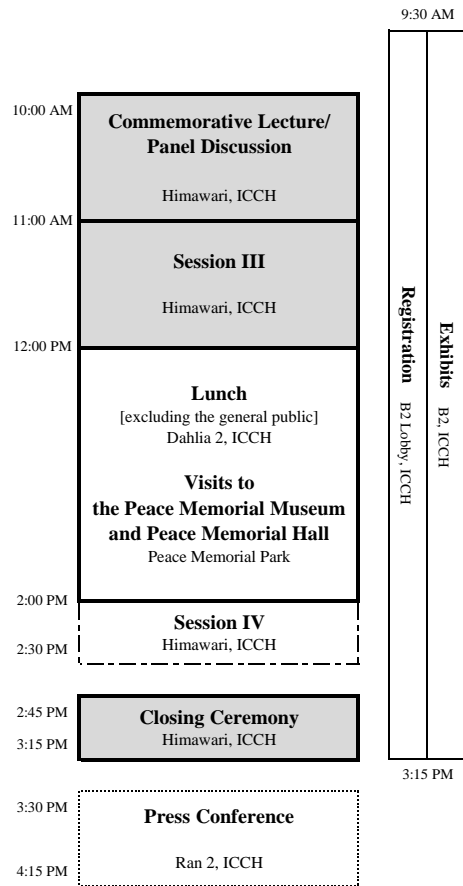 9:30 AM
10:00 AM
Commemorative Lecture/
Panel Discussion
Himawari, ICCH
11:00 AM
Session III
Himawari, ICCH
12:00 PM
Lunch
[excluding the general public]
Dahlia 2, ICCH
Visits to
the Peace Memorial Museum
and Peace Memorial Hall
Peace Memorial Park
2:00 PM
Session IV
Himawari, ICCH
2:30 PM
2:45 PM
Closing Ceremony
Himawari, ICCH
3:15 PM
3:30 PM
Press Conference
Ran 2, ICCH
4:15 PM
Registration B2 Lobby, ICCH
Exhibits B2, ICCH
3:15 PM